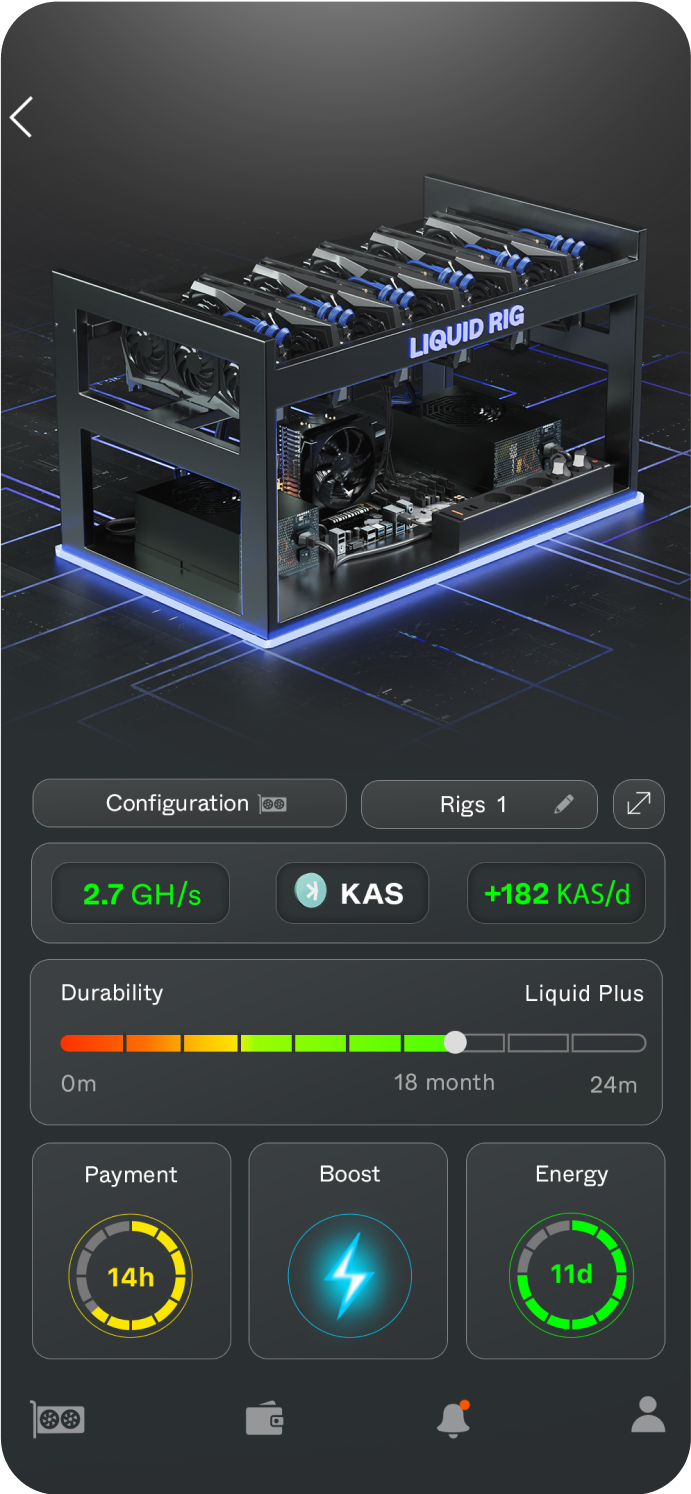 LIQUID RIG
Configuration
Rigs 1
2.7 GH/s
KAS
+182 KAS/d
Durability
Liquid Plus
0m
18 month
24m
Payment
Boost
Energy
14h
11d